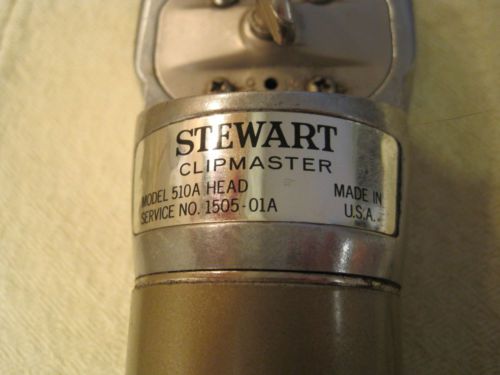 STEWART
CLIPMASTER
MODEL 510A HEAD
SERVICE NO. 1505-01A
MADE IN
U.S.A.